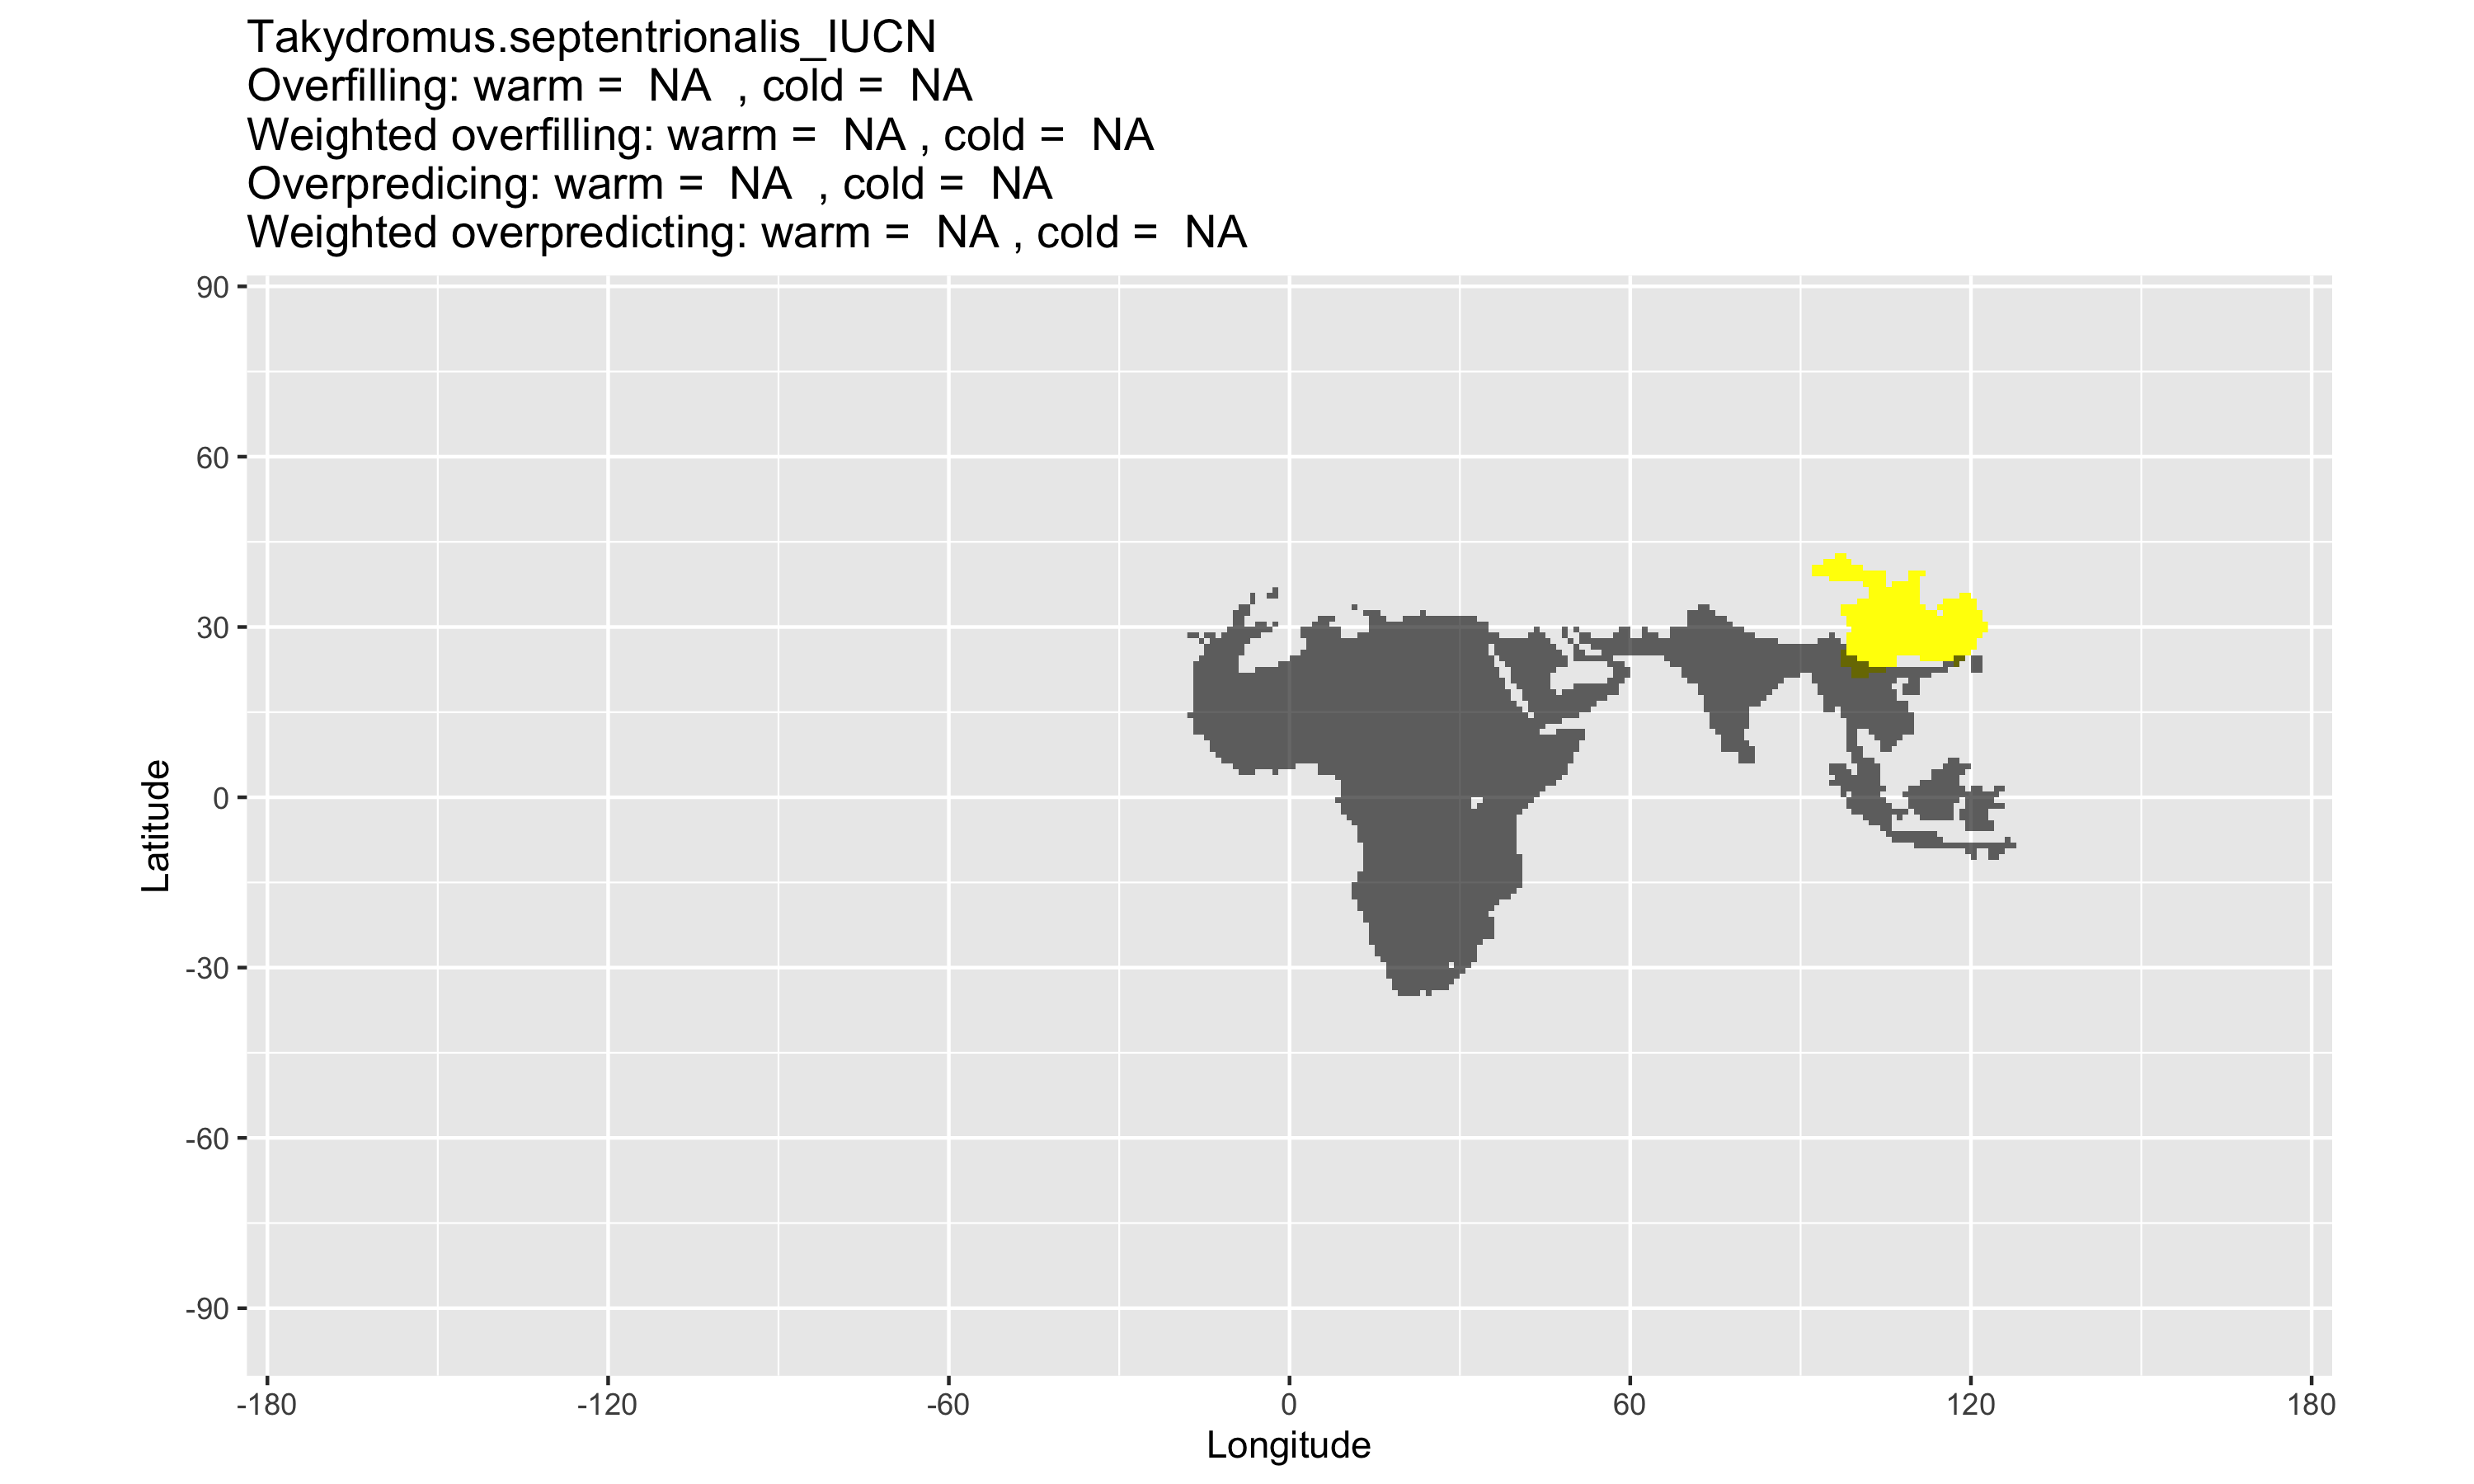 Takydromus.septentrionalis_IUCN
Overfilling: warm =  NA  , cold =  NA
Weighted overfilling: warm =  NA , cold =  NA
Overpredicing: warm =  NA  , cold =  NA
Weighted overpredicting: warm =  NA , cold =  NA
90
60
30
0
-30
-60
-90
Latitude
-180 -120 -60 0 60 120 180
Longitude